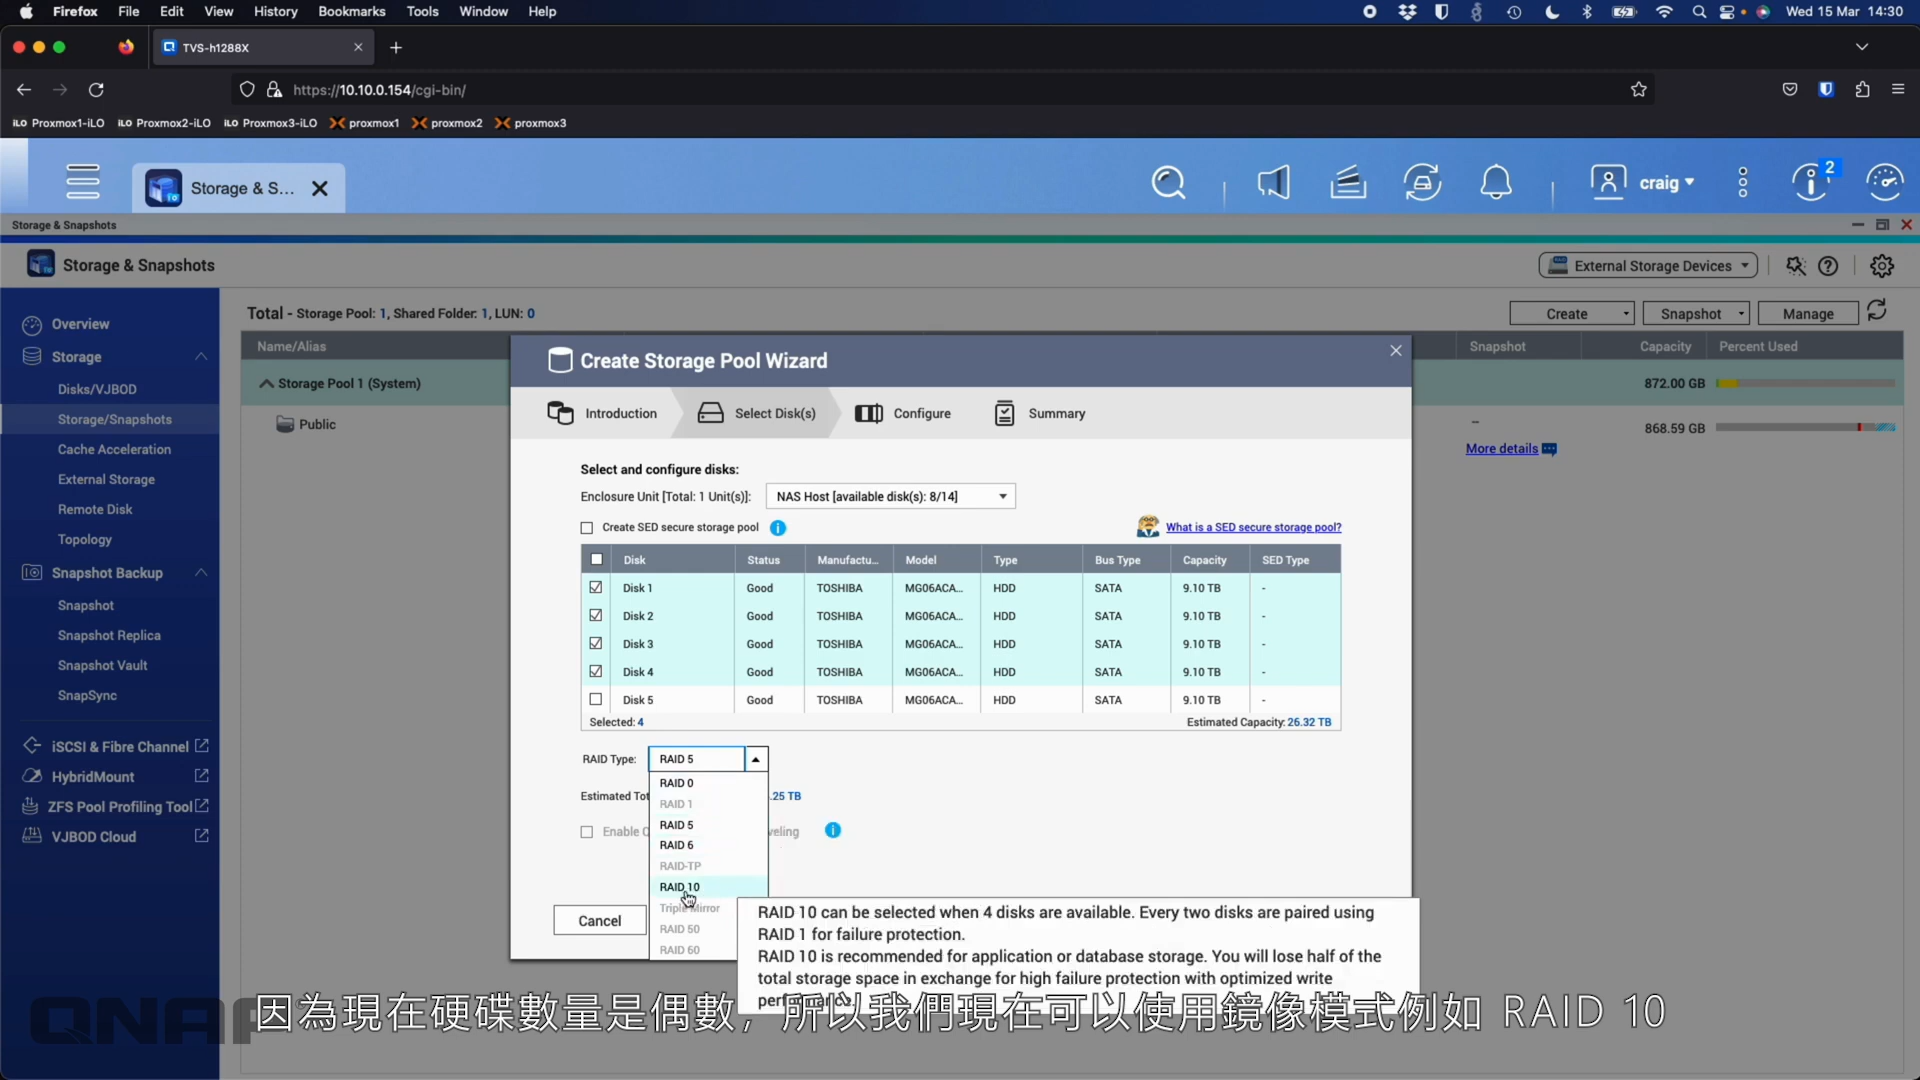 Firefox File Edit View History Bookmarks Tools Window Help Wed 15 Mar 14:30
TVS-h1288X
https://10.10.0.154/cgi-bin/
iLO Proxmox1-iLO iLO Proxmox2-iLO iLO Proxmox3-iLO proxmox1 proxmox2 proxmox3
Storage & S... craig 2
Storage & Snapshots
Storage & Snapshots External Storage Devices
Overview
Storage
Disks/VJBOD
Storage/Snapshots
Cache Acceleration
External Storage
Remote Disk
Topology
Snapshot Backup
Snapshot
Snapshot Replica
Snapshot Vault
SnapSync
iSCSI & Fibre Channel
HybridMount
ZFS Pool Profiling Tool
VJBOD Cloud
Total - Storage Pool: 1, Shared Folder: 1, LUN: 0 Create Snapshot Manage
Name/Alias Snapshot Capacity Percent Used
Storage Pool 1 (System) 872.00 GB
Public -- 868.59 GB
More details
Create Storage Pool Wizard
Introduction Select Disk(s) Configure Summary
Select and configure disks:
Enclosure Unit [Total: 1 Unit(s)]: NAS Host [available disk(s): 8/14]
Create SED secure storage pool What is a SED secure storage pool?
Disk Status Manufactu... Model Type Bus Type Capacity SED Type
Disk 1 Good TOSHIBA MG06ACA... HDD SATA 9.10 TB -
Disk 2 Good TOSHIBA MG06ACA... HDD SATA 9.10 TB -
Disk 3 Good TOSHIBA MG06ACA... HDD SATA 9.10 TB -
Disk 4 Good TOSHIBA MG06ACA... HDD SATA 9.10 TB -
Disk 5 Good TOSHIBA MG06ACA... HDD SATA 9.10 TB -
Selected: 4 Estimated Capacity: 26.32 TB
RAID Type: RAID 5
RAID 0
Estimated Tot .25 TB
RAID 1
RAID 5
Enable veling
RAID 6
RAID-TP
RAID 10
Triple Mirror
RAID 50
RAID 60
Cancel
RAID 10 can be selected when 4 disks are available. Every two disks are paired using
RAID 1 for failure protection.
RAID 10 is recommended for application or database storage. You will lose half of the
total storage space in exchange for high failure protection with optimized write
performance.
QNAP
因為現在硬碟數量是偶數，所以我們現在可以使用鏡像模式例如 RAID 10